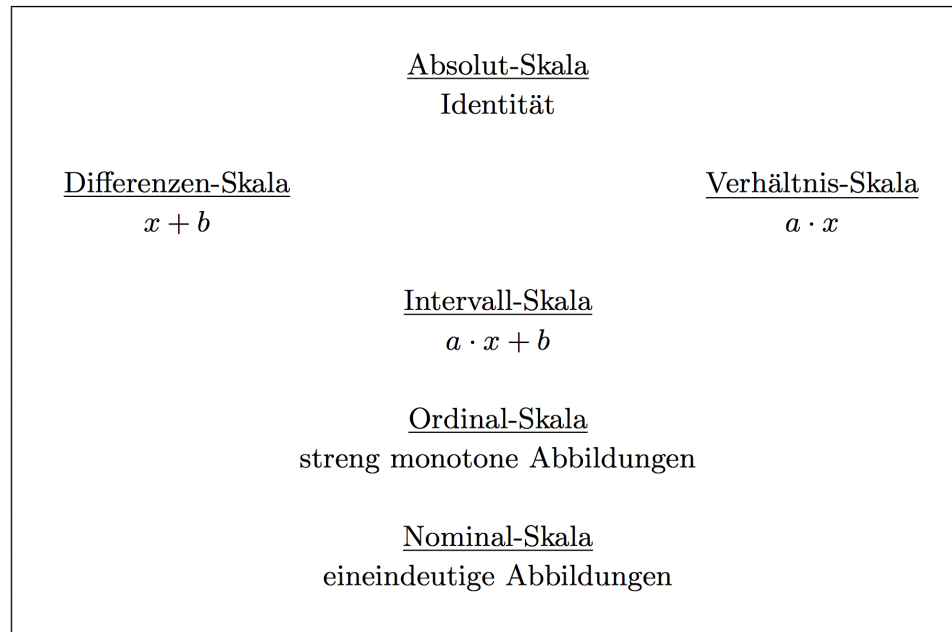 Absolut-Skala
Identität
Differenzen-Skala
x + b
Verhältnis-Skala
a · x
Intervall-Skala
a · x + b
Ordinal-Skala
streng monotone Abbildungen
Nominal-Skala
eineindeutige Abbildungen